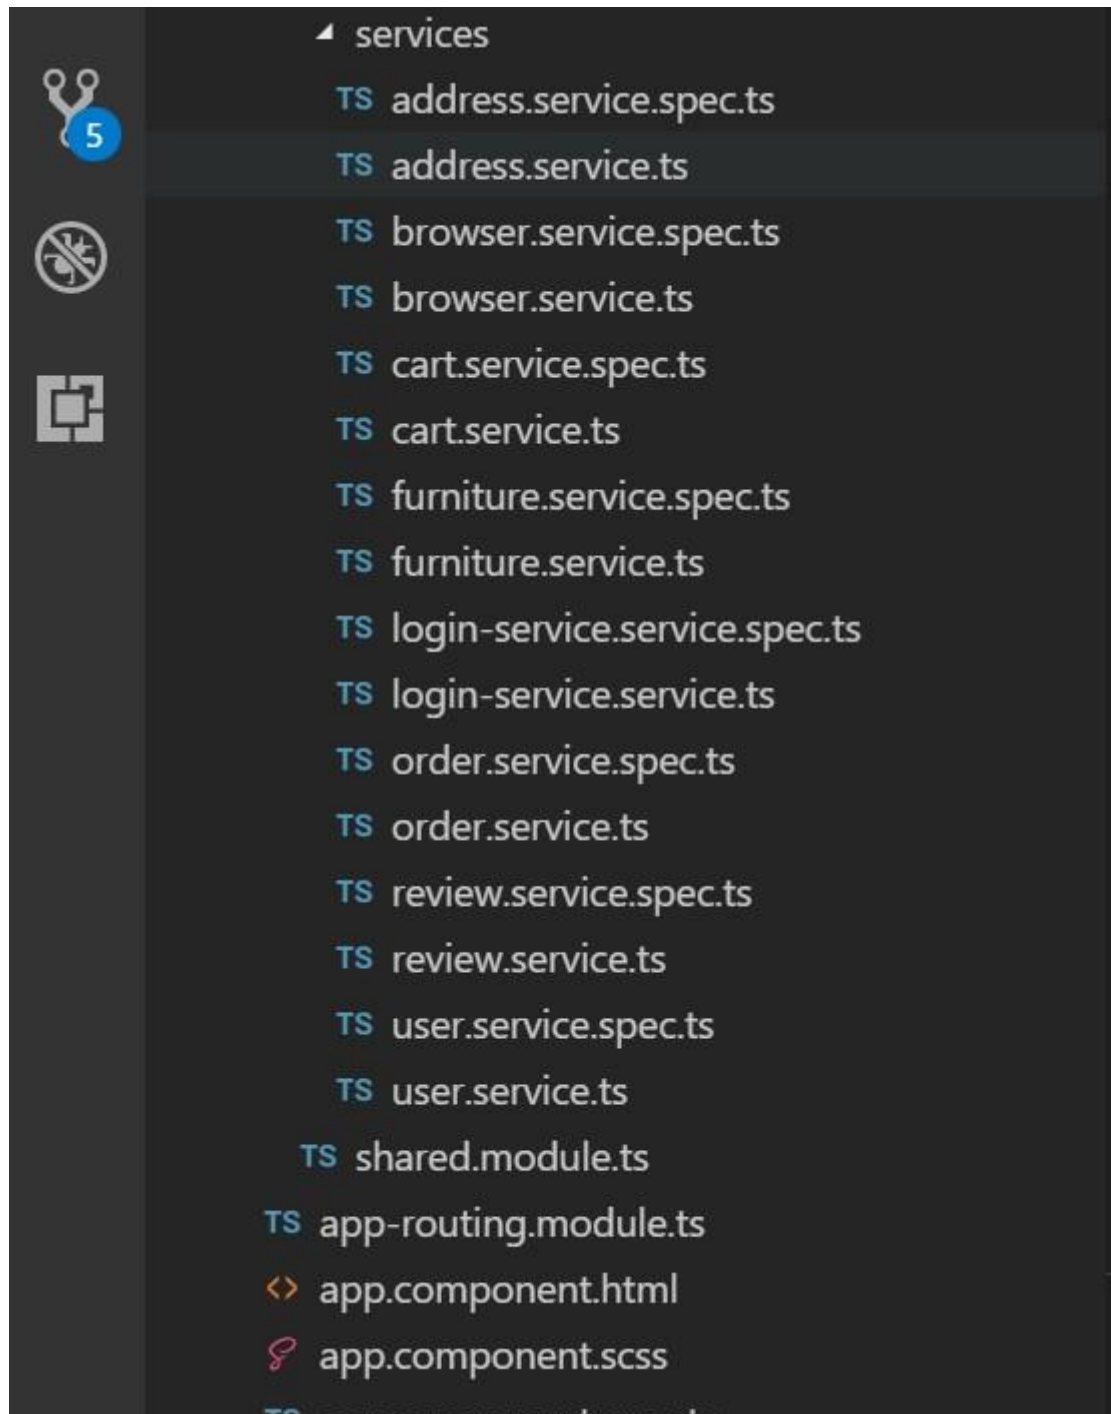 services
TS address.service.spec.ts
5
TS address.service.ts
TS browser.service.spec.ts
TS browser.service.ts
TS cart.service.spec.ts
TS cart.service.ts
TS furniture.service.spec.ts
TS furniture.service.ts
TS login-service.service.spec.ts
TS login-service.service.ts
TS order.service.spec.ts
TS order.service.ts
TS review.service.spec.ts
TS review.service.ts
TS user.service.spec.ts
TS user.service.ts
TS shared.module.ts
TS app-routing.module.ts
<> app.component.html
app.component.scss